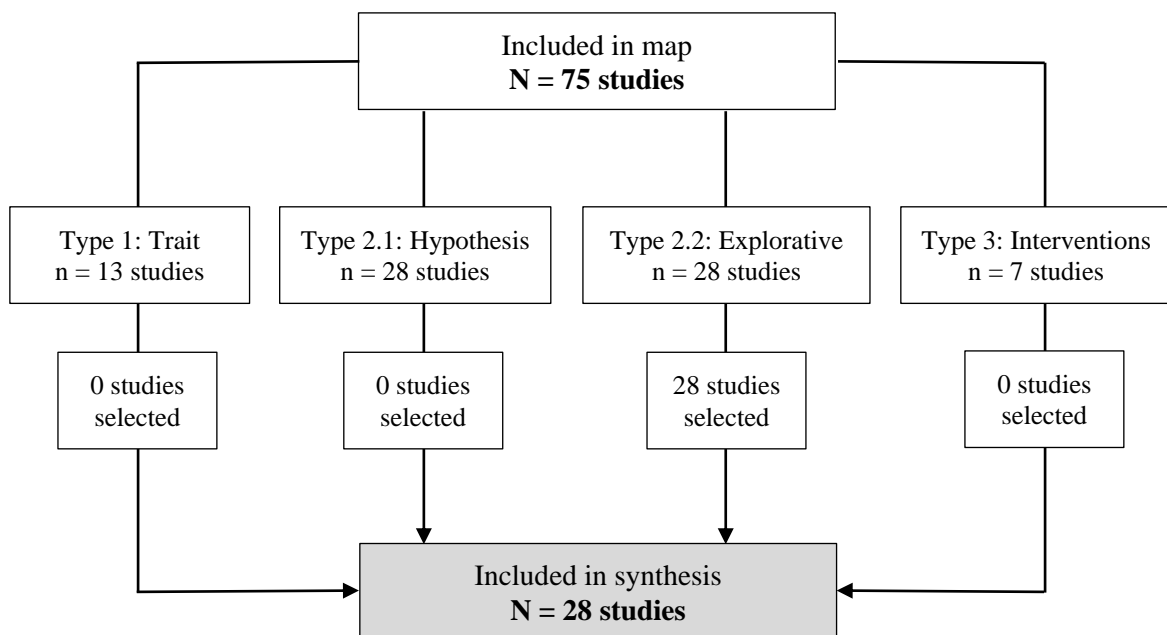 Included in map
N = 75 studies
Type 1: Trait
n = 13 studies
Type 2.1: Hypothesis
n = 28 studies
Type 2.2: Explorative
n = 28 studies
Type 3: Interventions
n = 7 studies
0 studies
selected
0 studies
selected
28 studies
selected
0 studies
selected
Included in synthesis
N = 28 studies